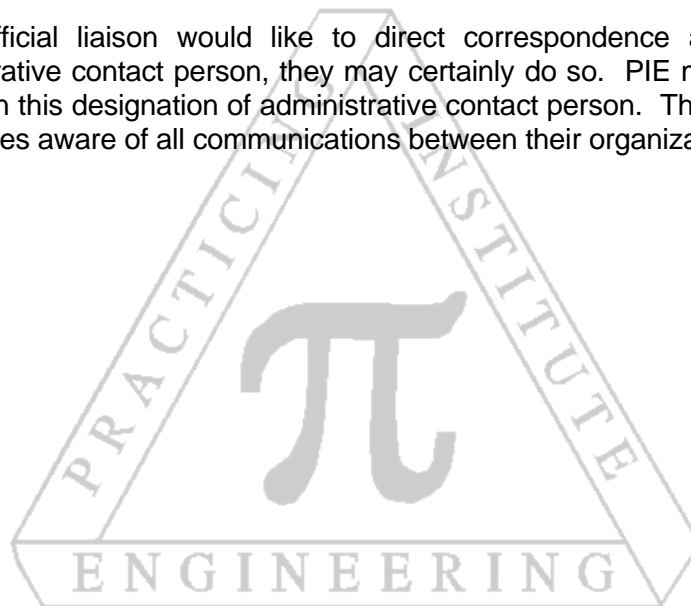 fficial liaison would like to direct correspondence a
rative contact person, they may certainly do so. PIE
n this designation of administrative contact person. Th
es aware of all communications between their organiza
PRACTICING
INSTITUTE
π
ENGINEERING